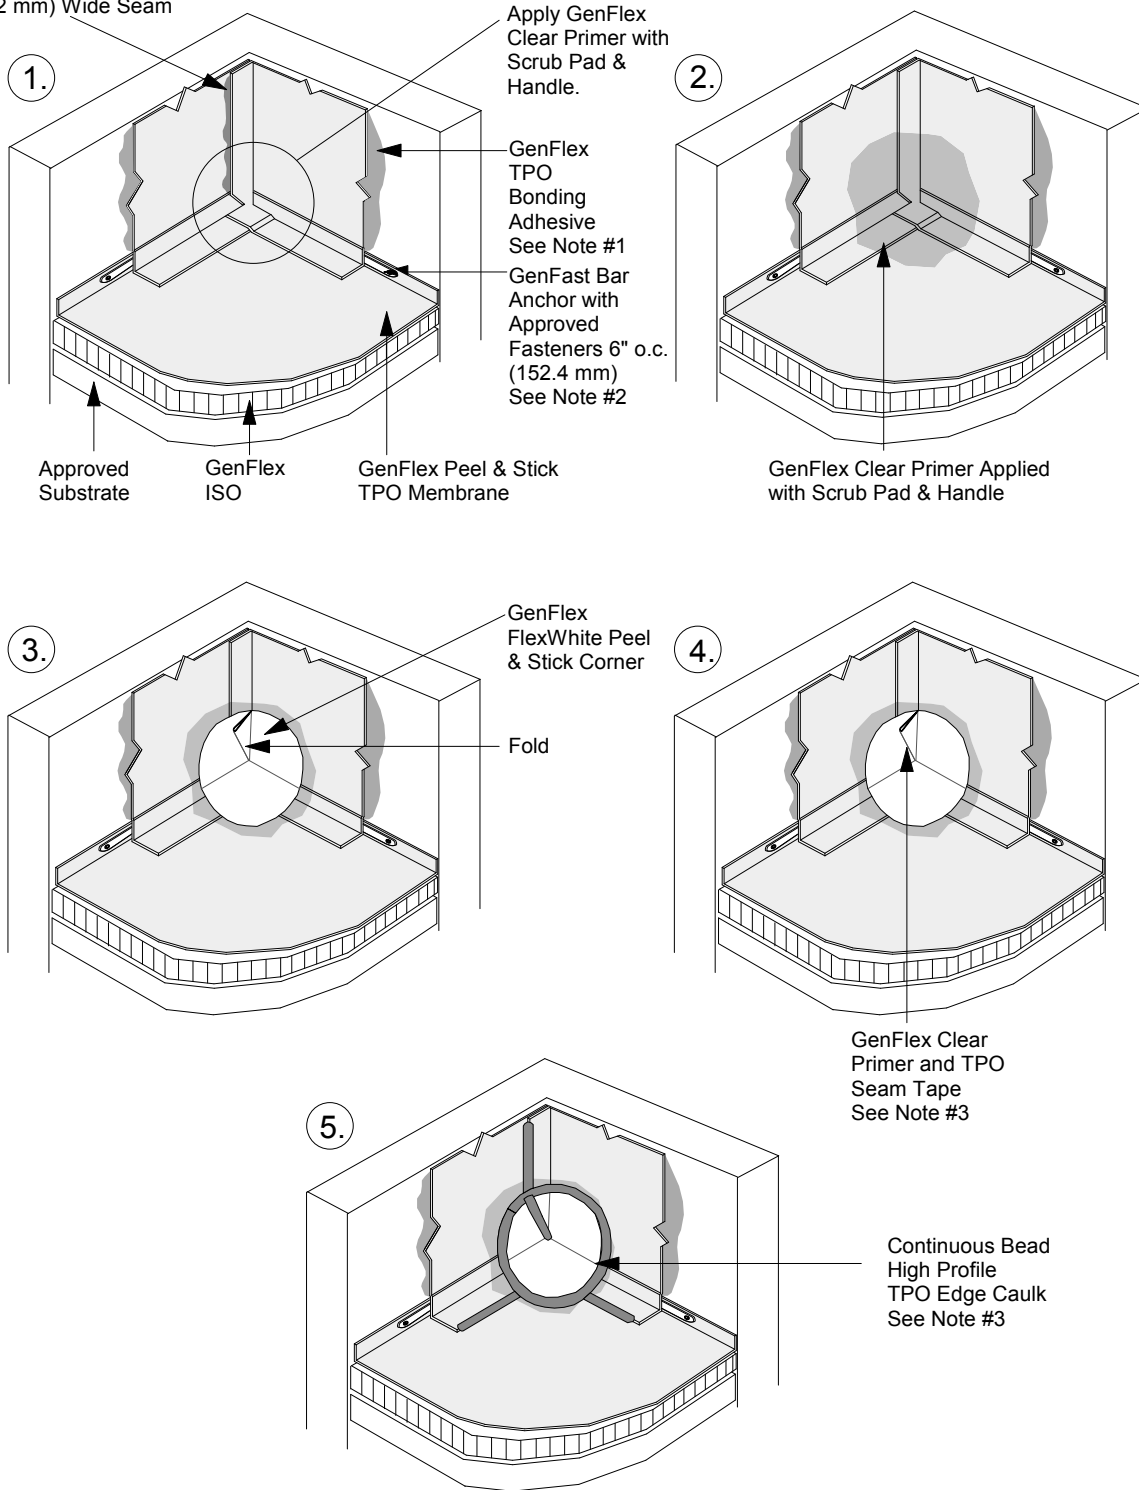 2 mm) Wide Seam
1.
Apply GenFlex
Clear Primer with
Scrub Pad &
Handle.
GenFlex
TPO
Bonding
Adhesive
See Note #1
GenFast Bar
Anchor with
Approved
Fasteners 6" o.c.
(152.4 mm)
See Note #2
Approved
Substrate
GenFlex
ISO
GenFlex Peel & Stick
TPO Membrane
2.
GenFlex Clear Primer Applied
with Scrub Pad & Handle
3.
GenFlex
FlexWhite Peel
& Stick Corner
Fold
4.
GenFlex Clear
Primer and TPO
Seam Tape
See Note #3
5.
Continuous Bead
High Profile
TPO Edge Caulk
See Note #3